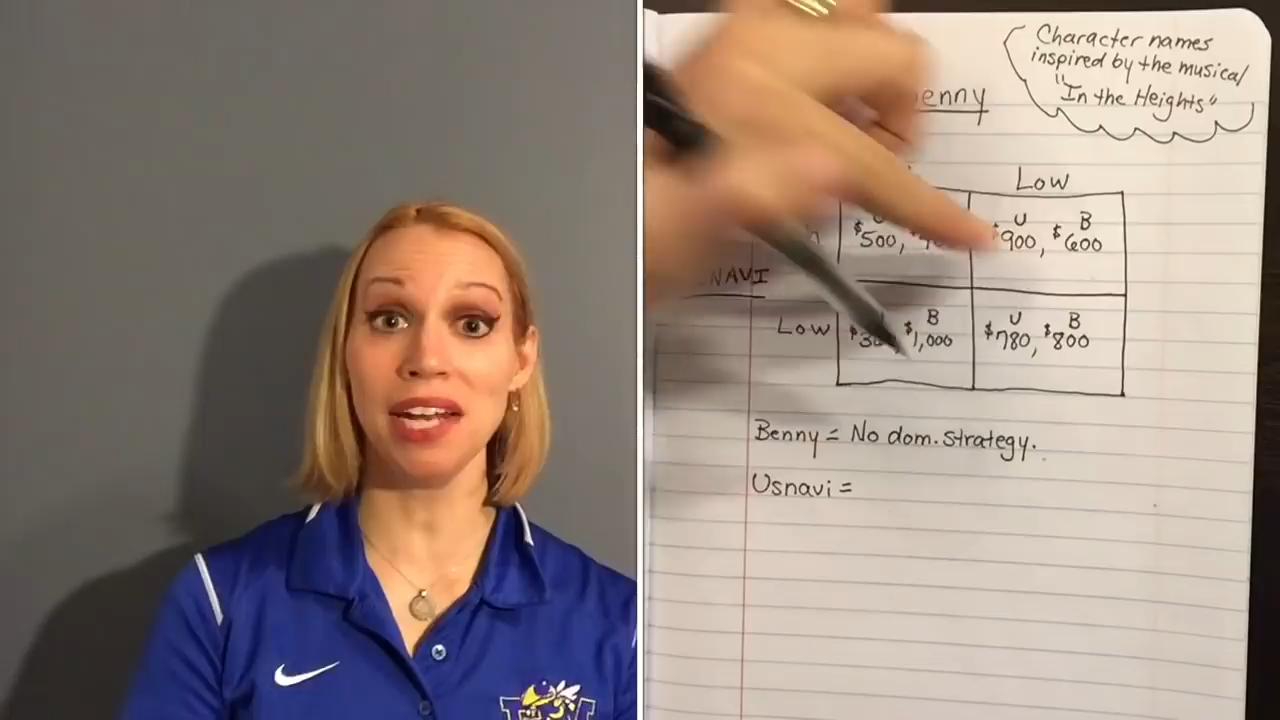 Character names
inspired by the musical
"In the Heights"
enny
Low
U B
$500, $900, $600
NAVI
Low B U B
$1,000 $780, $800
Benny = No dom. strategy.
Usnavi =